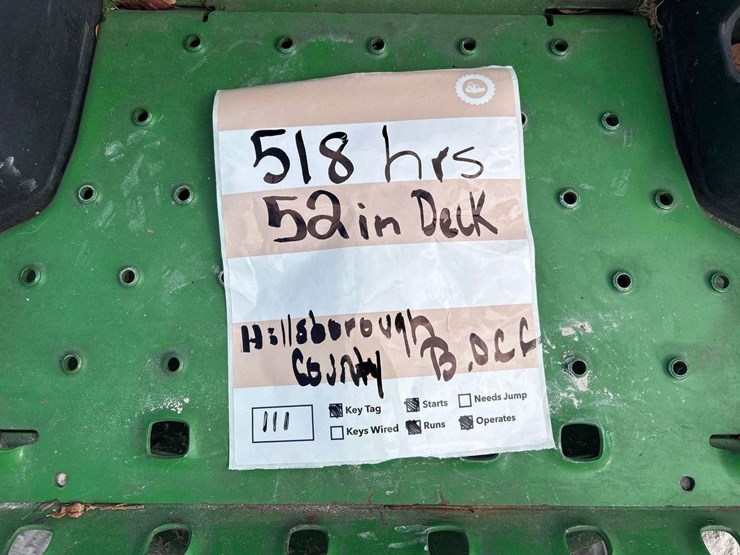 518 hrs
52 in Deck
Hillsborough
County B.O.C.C
111
Key Tag
Starts
Needs Jump
Keys Wired
Runs
Operates